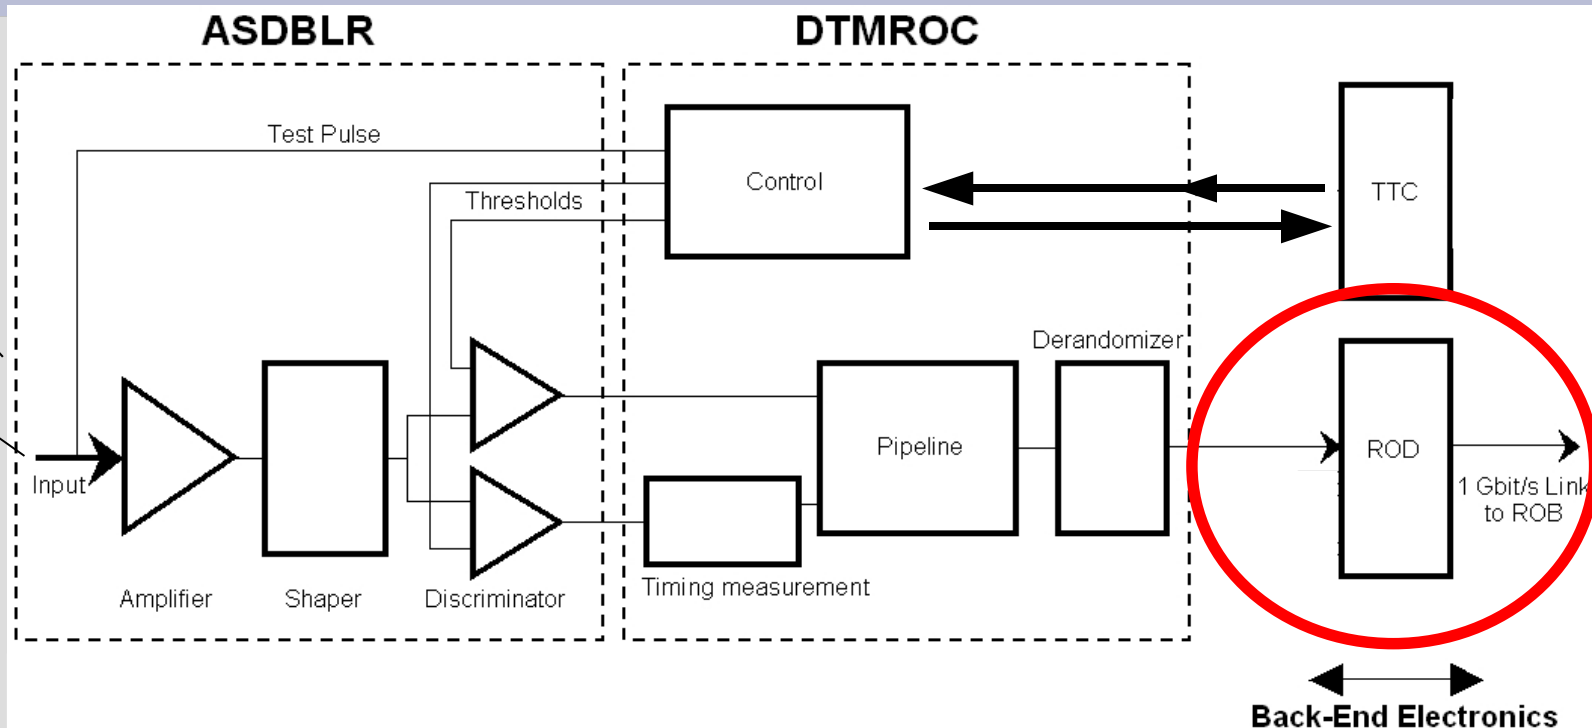 ASDBLR
DTMROC
Test Pulse
Control
TTC
Thresholds
Derandomizer
Pipeline
ROD
Input
1 Gbit/s Link
to ROB
Timing measurement
Amplifier
Shaper
Discriminator
Back-End Electronics